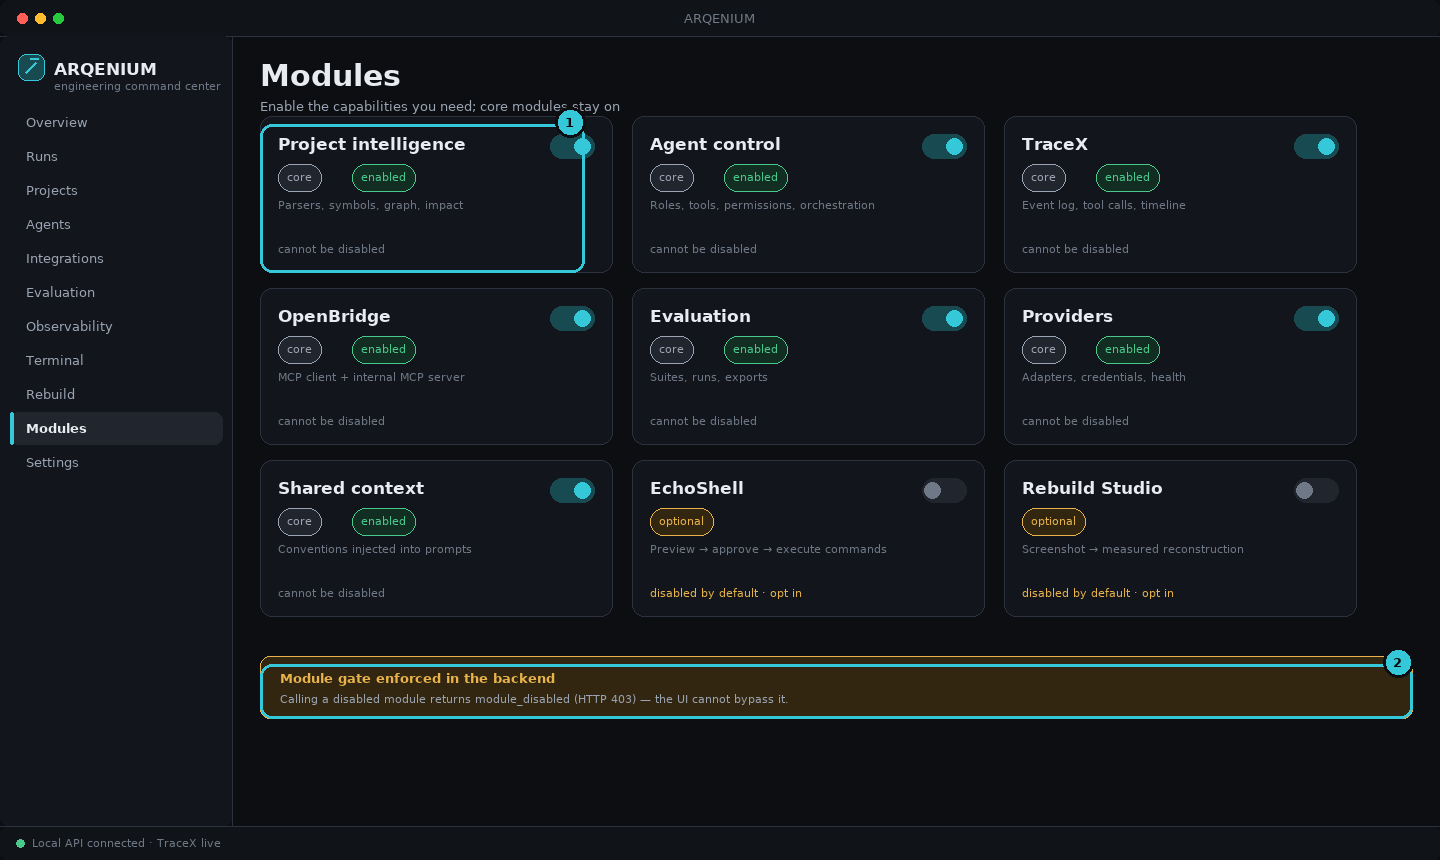 ARQENIUM
ARQENIUM
engineering command center
Overview
Runs
Projects
Agents
Integrations
Evaluation
Observability
Terminal
Rebuild
Modules
Settings
Modules
Enable the capabilities you need; core modules stay on
1
Project intelligence
core enabled
Parsers, symbols, graph, impact
cannot be disabled
Agent control
core enabled
Roles, tools, permissions, orchestration
cannot be disabled
TraceX
core enabled
Event log, tool calls, timeline
cannot be disabled
OpenBridge
core enabled
MCP client + internal MCP server
cannot be disabled
Evaluation
core enabled
Suites, runs, exports
cannot be disabled
Providers
core enabled
Adapters, credentials, health
cannot be disabled
Shared context
core enabled
Conventions injected into prompts
cannot be disabled
EchoShell
optional
Preview → approve → execute commands
disabled by default · opt in
Rebuild Studio
optional
Screenshot → measured reconstruction
disabled by default · opt in
2
Module gate enforced in the backend
Calling a disabled module returns module_disabled (HTTP 403) — the UI cannot bypass it.
Local API connected · TraceX live